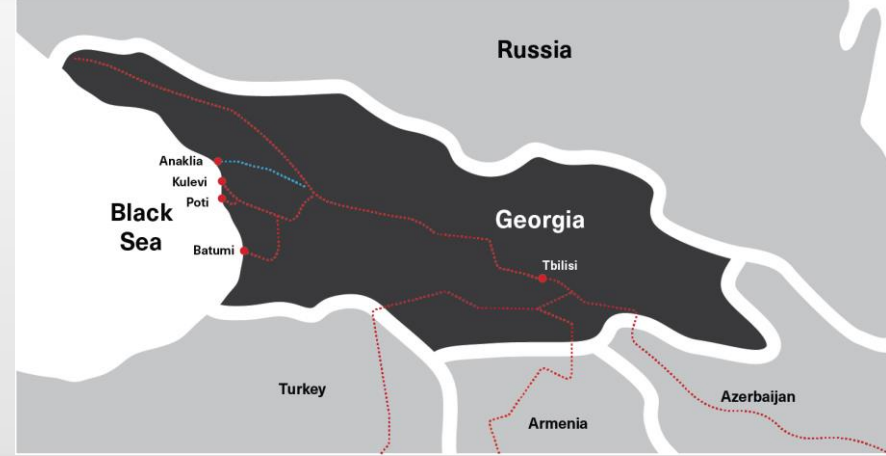 Russia
Anaklia
Kulevi
Poti
Black
Sea
Georgia
Batumi
Tbilisi
Turkey
Azerbaijan
Armenia